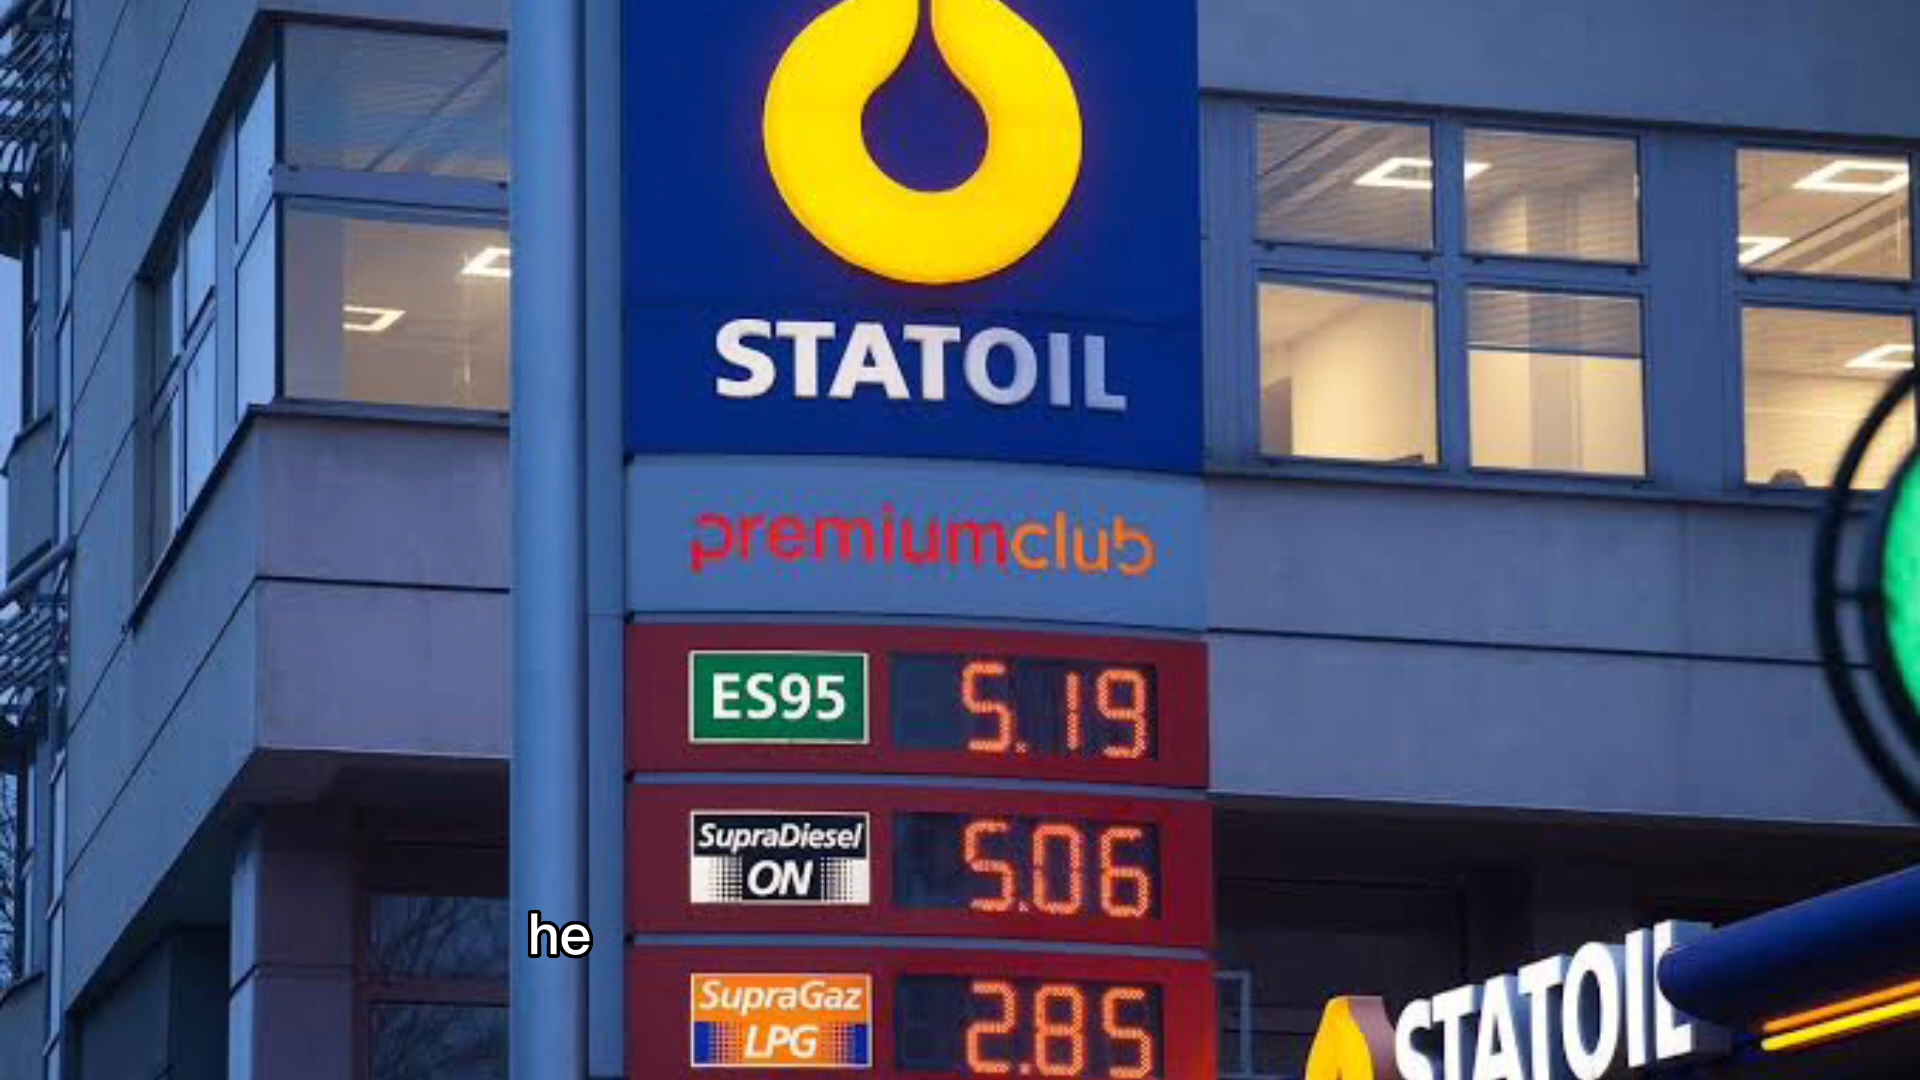 STATOIL
premiumclub
ES95 5.19
SupraDiesel
ON 5.06
he
SupraGaz
LPG 2.85
STATOIL